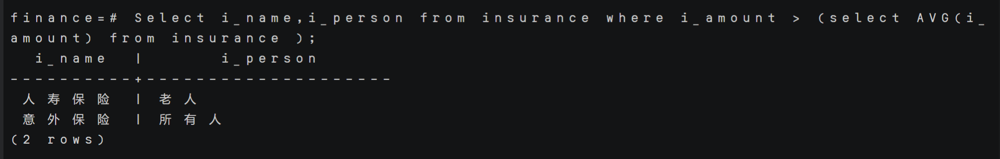 finance=# Select i_name,i_person from insurance where i_amount > (select AVG(i_
amount) from insurance );
  i_name  |      i_person
----------+--------------------
 人寿保险 | 老人
 意外保险 | 所有人
(2 rows)